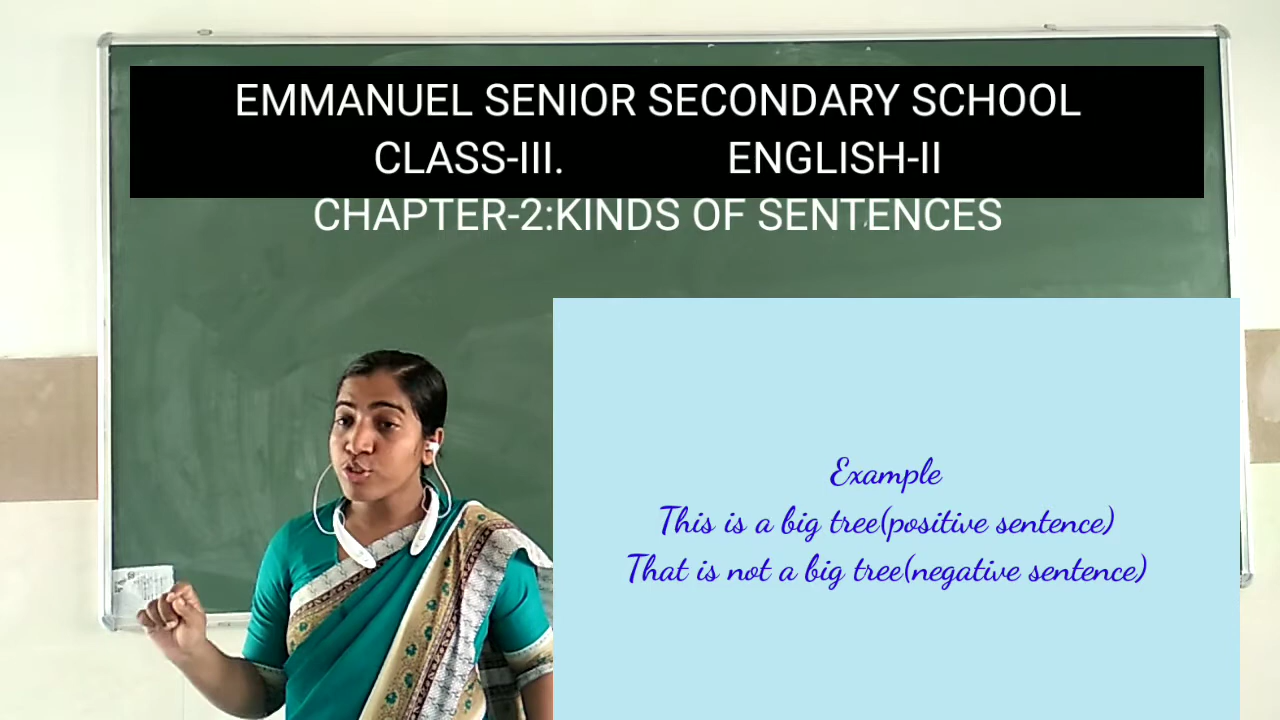 EMMANUEL SENIOR SECONDARY SCHOOL
CLASS-III. ENGLISH-II
CHAPTER-2:KINDS OF SENTENCES
Example
This is a big tree(positive sentence)
That is not a big tree(negative sentence)